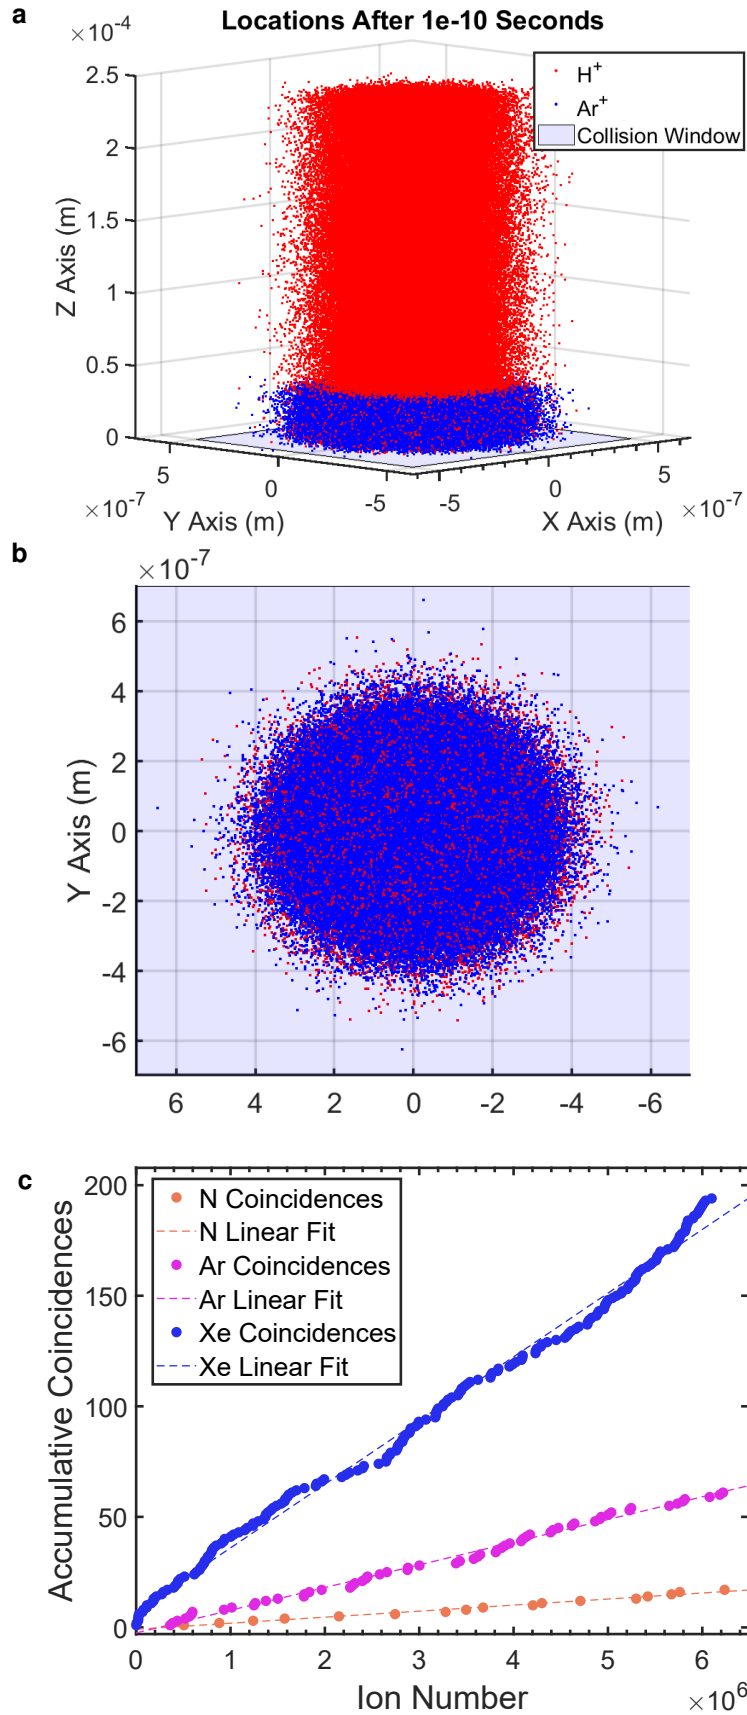 a
Locations After 1e-10 Seconds
×10⁻⁴
2.5
2
1.5
1
0.5
0
Z Axis (m)
H⁺
Ar⁺
Collision Window
5
0
-5
×10⁻⁷
Y Axis (m)
-5
0
5
X Axis (m)
×10⁻⁷
b
×10⁻⁷
6
4
2
0
-2
-4
-6
Y Axis (m)
6
4
2
0
-2
-4
-6
c
200
150
100
50
0
Accumulative Coincidences
N Coincidences
N Linear Fit
Ar Coincidences
Ar Linear Fit
Xe Coincidences
Xe Linear Fit
0
1
2
3
4
5
6
Ion Number
×10⁶